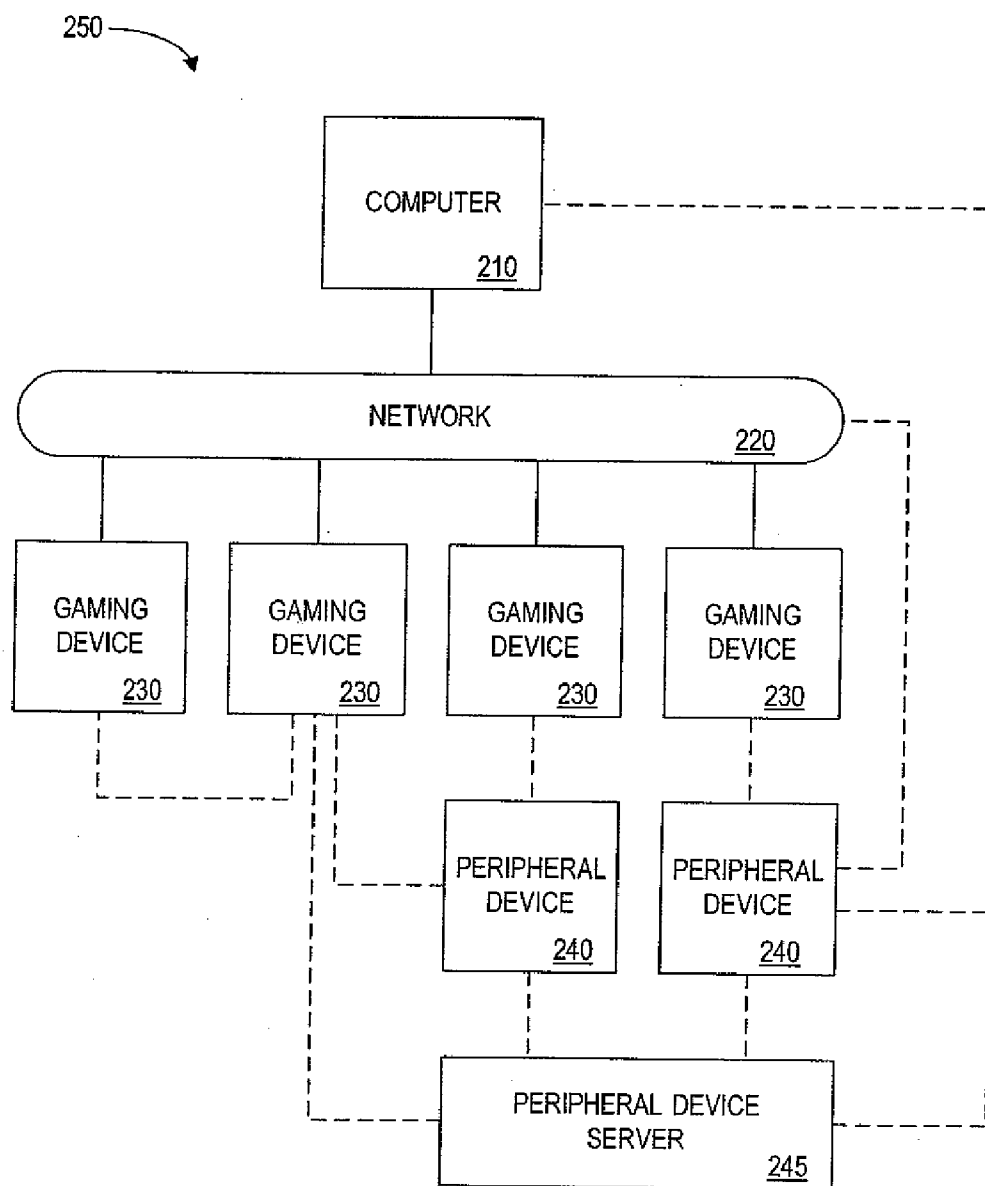 250
COMPUTER
210
NETWORK
220
GAMING
DEVICE
230
GAMING
DEVICE
230
GAMING
DEVICE
230
GAMING
DEVICE
230
PERIPHERAL
DEVICE
240
PERIPHERAL
DEVICE
240
PERIPHERAL DEVICE
SERVER
245